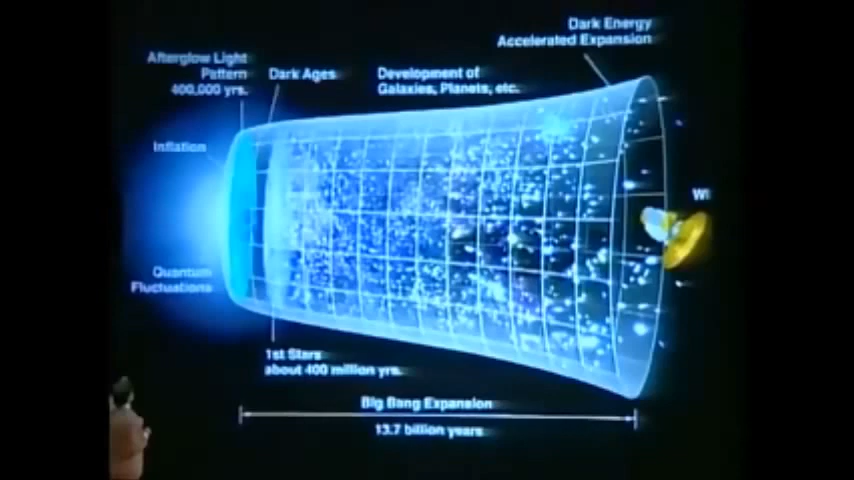 Dark Energy
Accelerated Expansion
Afterglow Light
Pattern
400,000 yrs.
Dark Ages
Development of
Galaxies, Planets, etc.
Inflation
WI
Quantum
Fluctuations
1st Stars
about 400 million yrs.
Big Bang Expansion
13.7 billion years